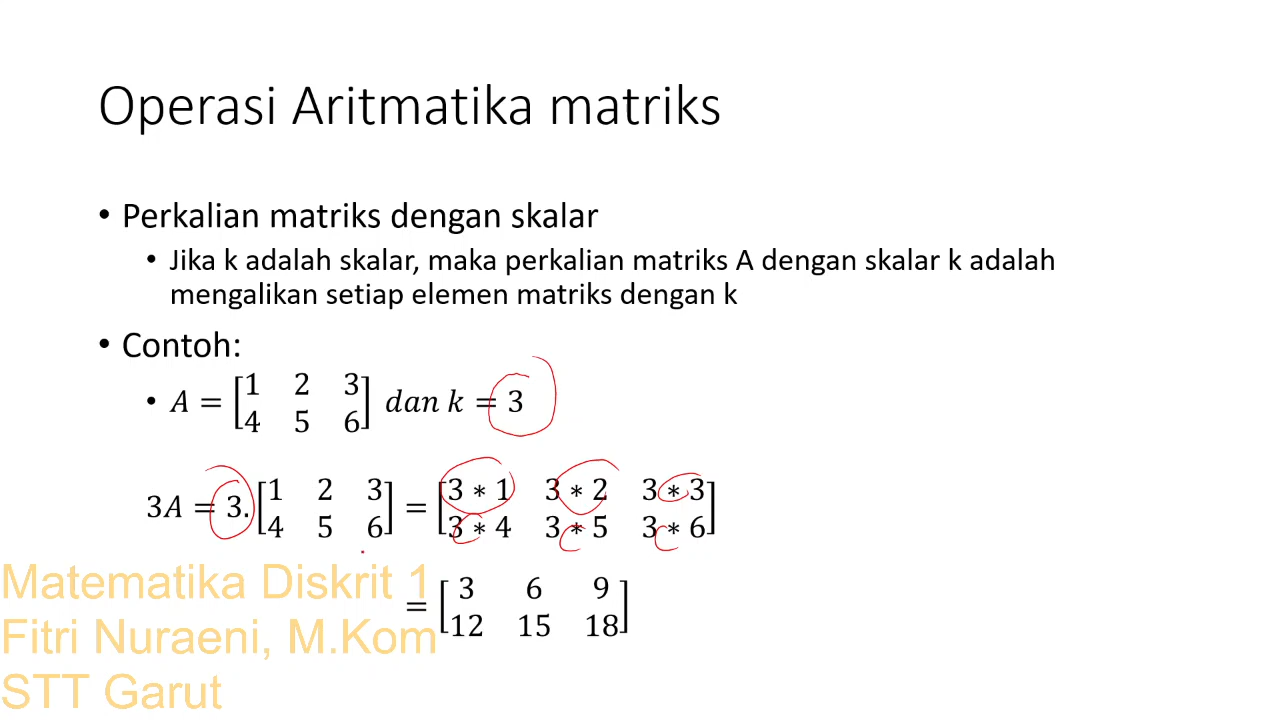 Operasi Aritmatika matriks
• Perkalian matriks dengan skalar
• Jika k adalah skalar, maka perkalian matriks A dengan skalar k adalah
mengalikan setiap elemen matriks dengan k
• Contoh:
• A = [1 2 3
4 5 6] dan k = 3
3A = 3. [1 2 3
4 5 6] = [3 ∗ 1 3 ∗ 2 3 ∗ 3
3 ∗ 4 3 ∗ 5 3 ∗ 6]
= [3 6 9
12 15 18]
Matematika Diskrit 1
Fitri Nuraeni, M.Kom
STT Garut